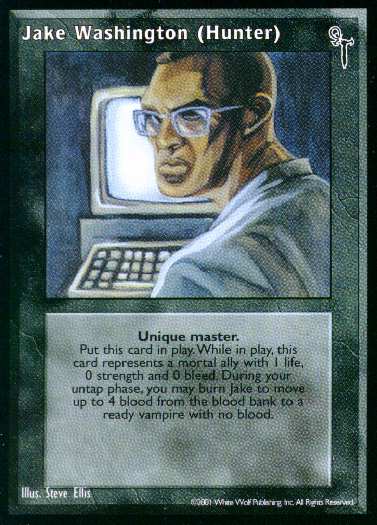 Jake Washington (Hunter)
Unique master.
Put this card in play. While in play, this
card represents a mortal ally with 1 life,
0 strength and 0 bleed. During your
untap phase, you may burn Jake to move
up to 4 blood from the blood bank to a
ready vampire with no blood.
Illus. Steve Ellis
©2001 White Wolf Publishing, Inc. All Rights Reserved.